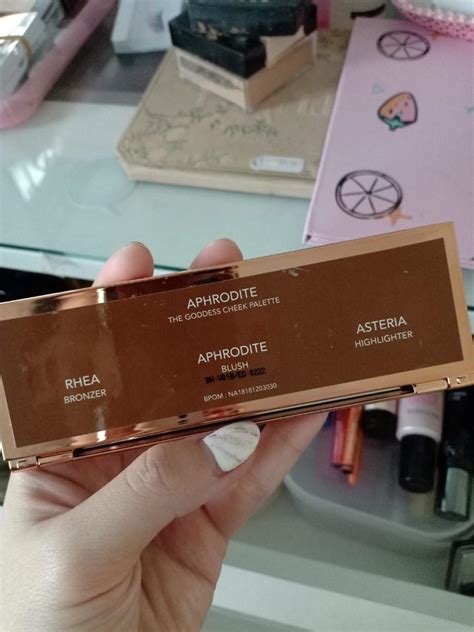 APHRODITE
THE GODDESS CHEEK PALETTE
RHEA
BRONZER
APHRODITE
BLUSH
BPOM : NA18181203030
ASTERIA
HIGHLIGHTER